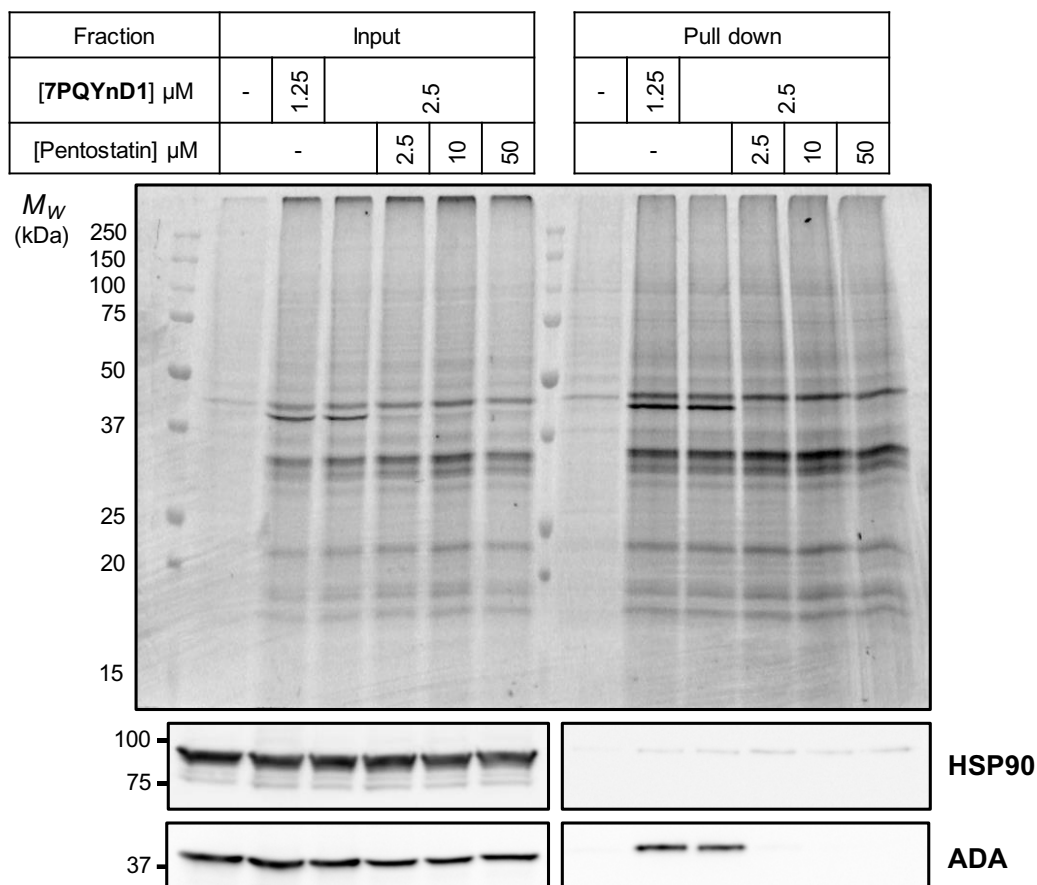 Fraction Input Pull down
[7PQYnD1] µM - 1.25 2.5 - 1.25 2.5
[Pentostatin] µM - 2.5 10 50 - 2.5 10 50
MW
(kDa)
250
150
100
75
50
37
25
20
15
100
75
HSP90
37
ADA